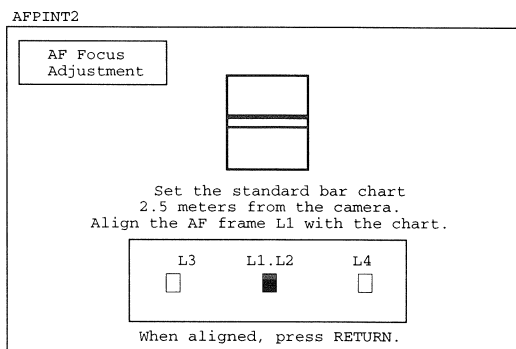 AFPINT2
AF Focus
Adjustment
Set the standard bar chart
2.5 meters from the camera.
Align the AF frame L1 with the chart.
L3 L1.L2 L4
When aligned, press RETURN.